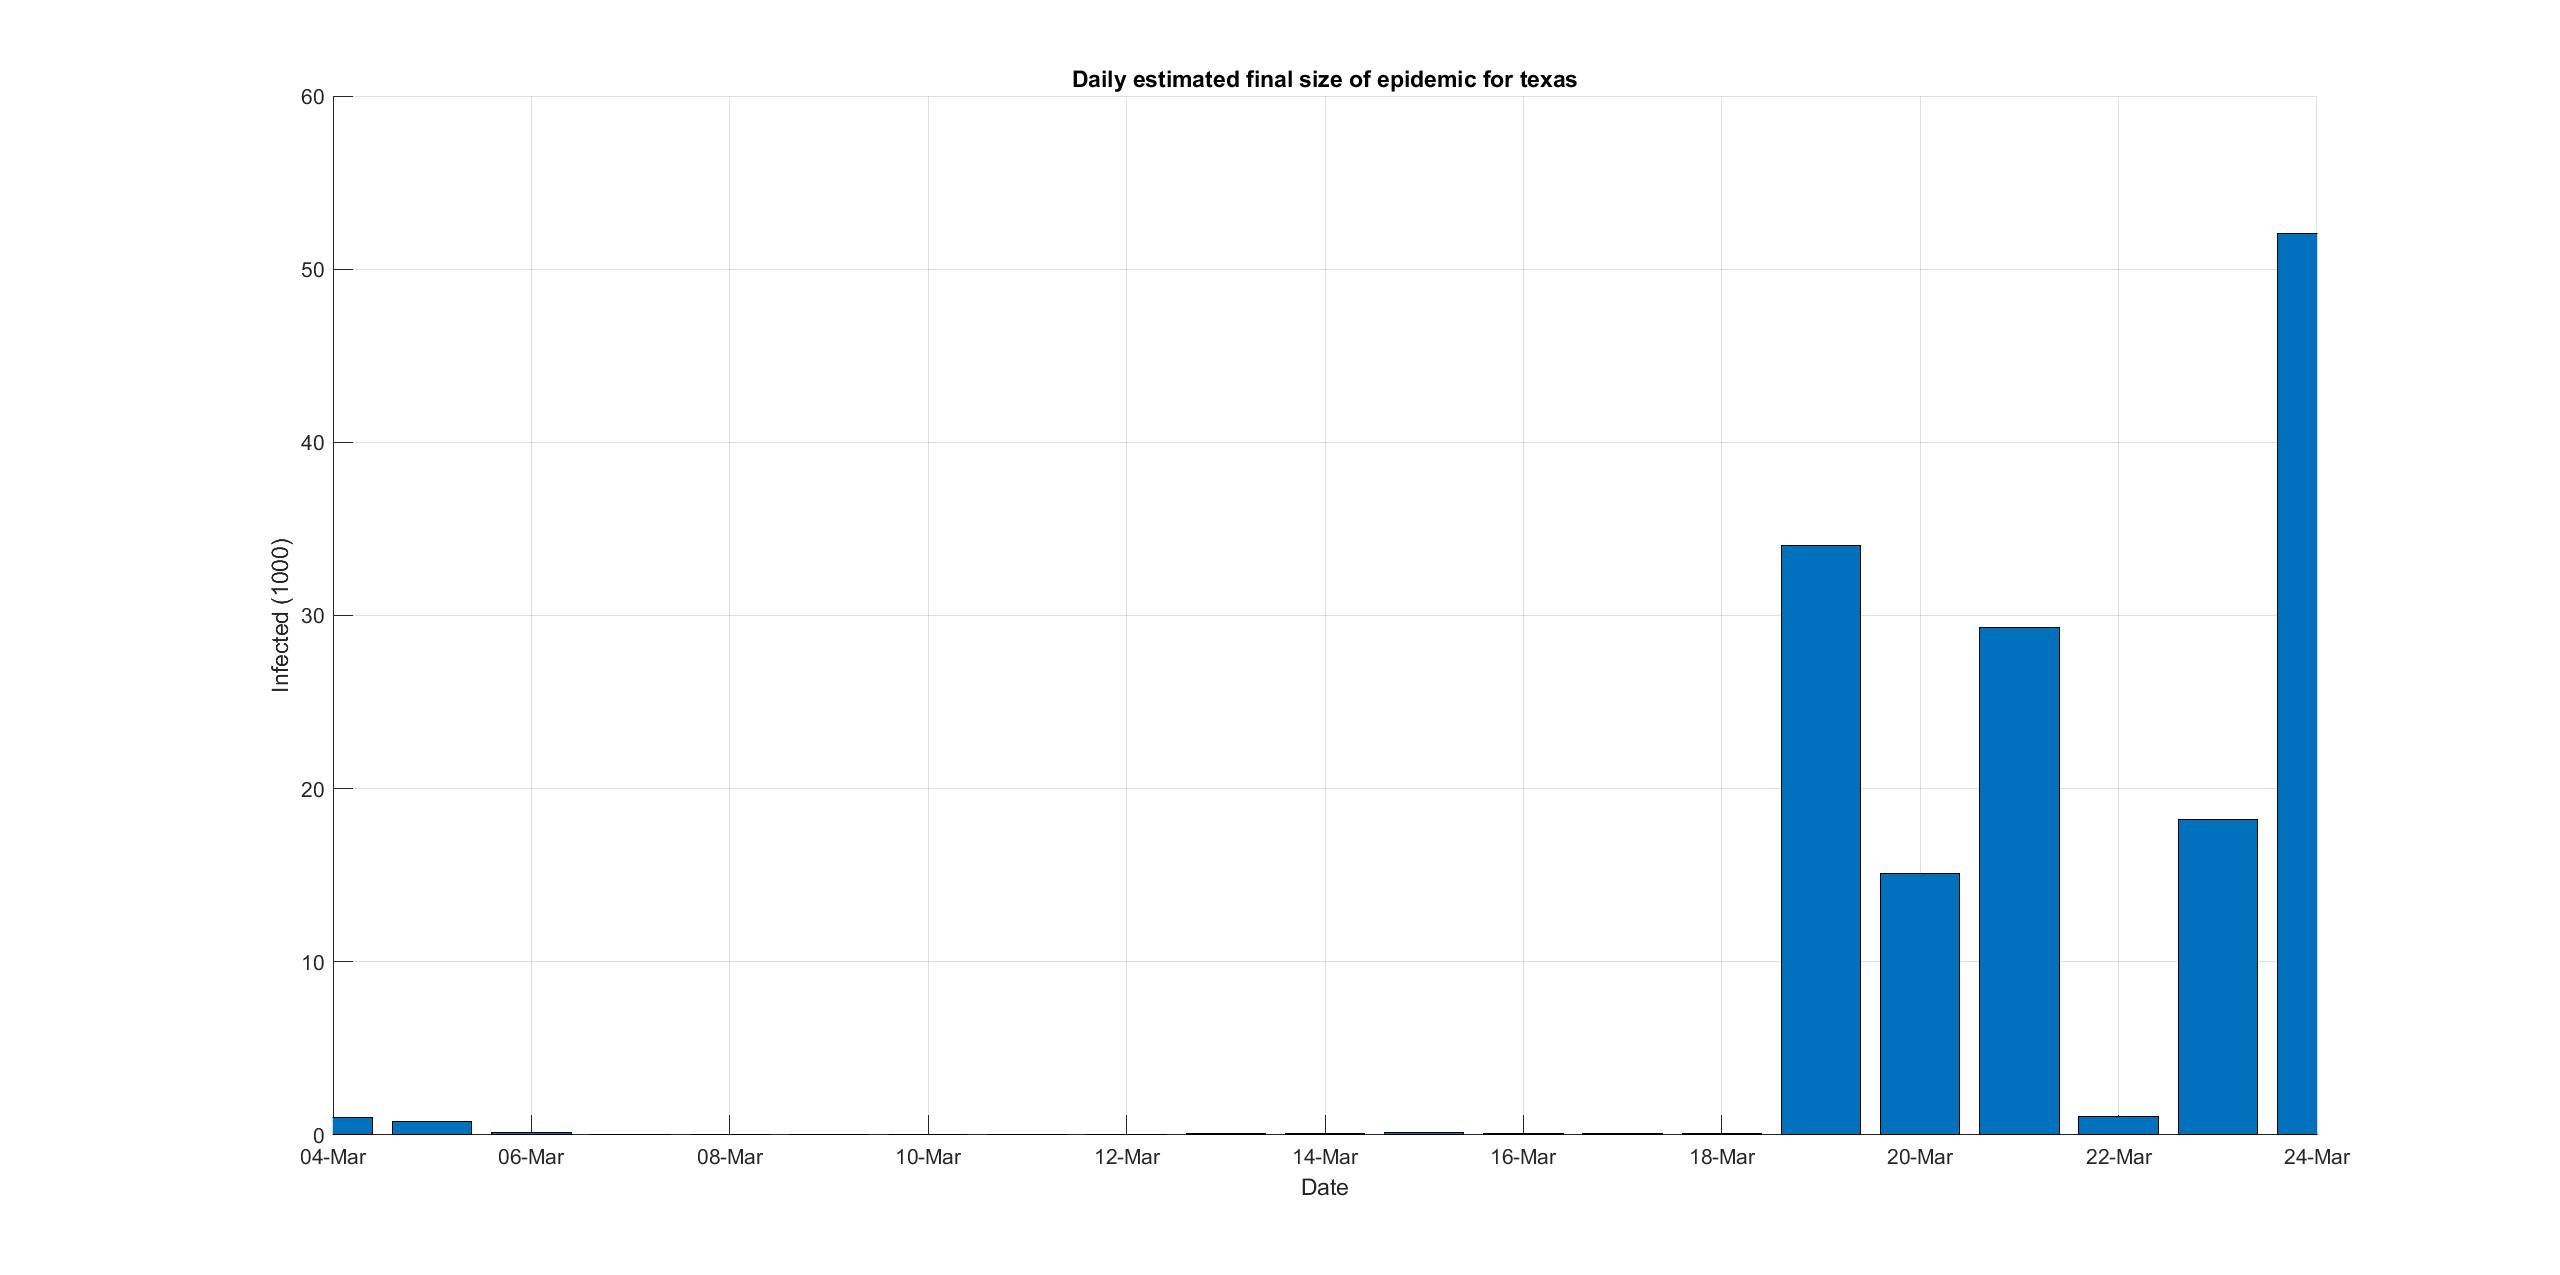 Daily estimated final size of epidemic for texas
60
50
40
30
20
10
0
Infected (1000)
04-Mar 06-Mar 08-Mar 10-Mar 12-Mar 14-Mar 16-Mar 18-Mar 20-Mar 22-Mar 24-Mar
Date